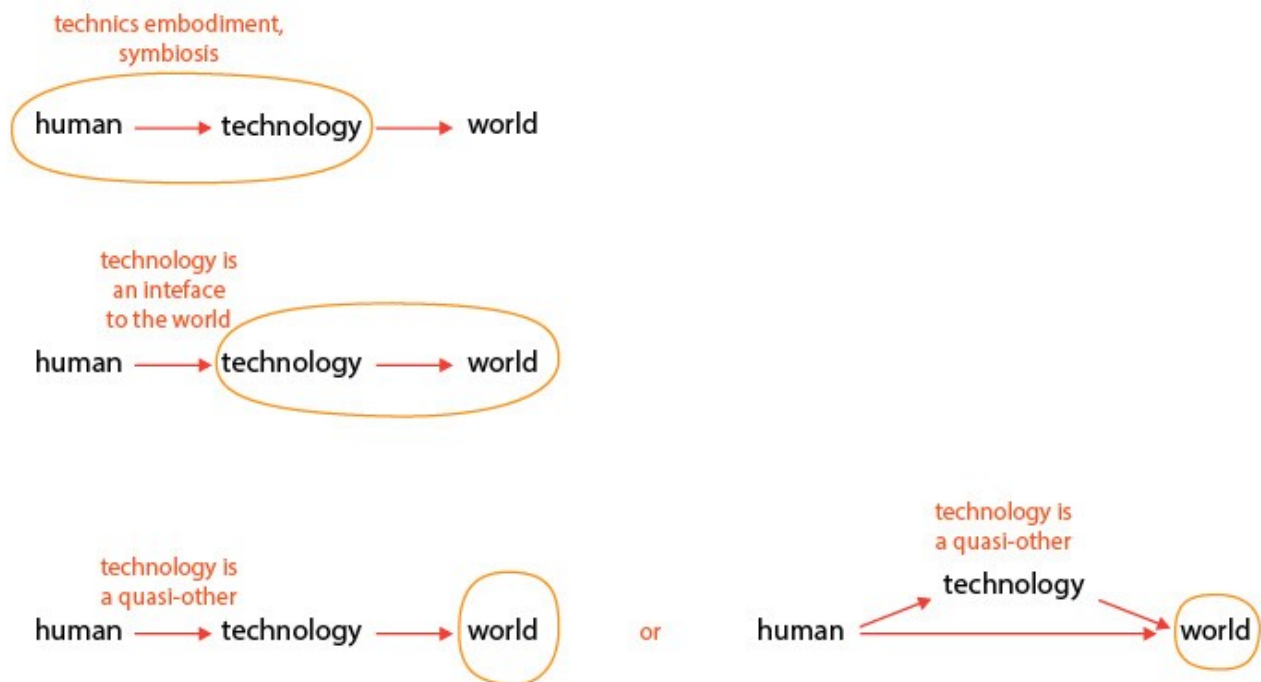 technics embodiment,
symbiosis
human technology world
technology is
an inteface
to the world
human technology world
technology is
a quasi-other
human technology world
or
technology is
a quasi-other
technology
human world